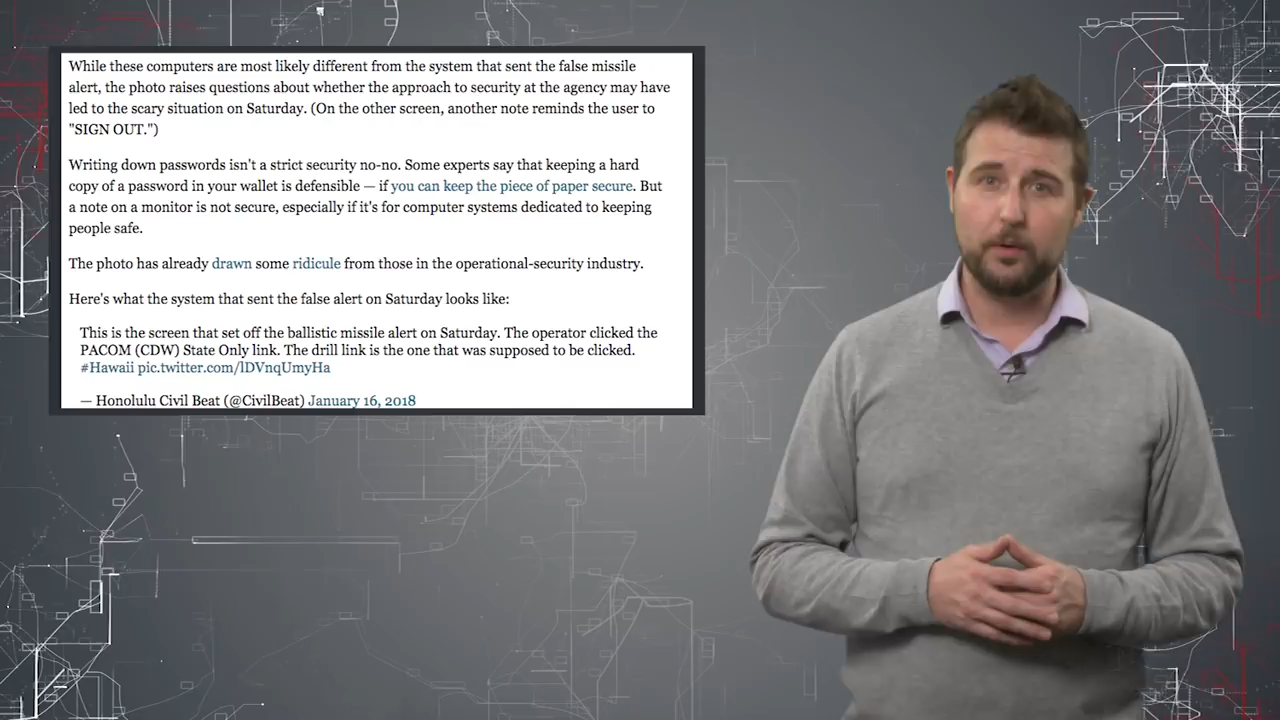 While these computers are most likely different from the system that sent the false missile
alert, the photo raises questions about whether the approach to security at the agency may have
led to the scary situation on Saturday. (On the other screen, another note reminds the user to
"SIGN OUT.")
Writing down passwords isn't a strict security no-no. Some experts say that keeping a hard
copy of a password in your wallet is defensible — if you can keep the piece of paper secure. But
a note on a monitor is not secure, especially if it's for computer systems dedicated to keeping
people safe.
The photo has already drawn some ridicule from those in the operational-security industry.
Here's what the system that sent the false alert on Saturday looks like:
This is the screen that set off the ballistic missile alert on Saturday. The operator clicked the
PACOM (CDW) State Only link. The drill link is the one that was supposed to be clicked.
#Hawaii pic.twitter.com/lDVnqUmyHa
— Honolulu Civil Beat (@CivilBeat) January 16, 2018